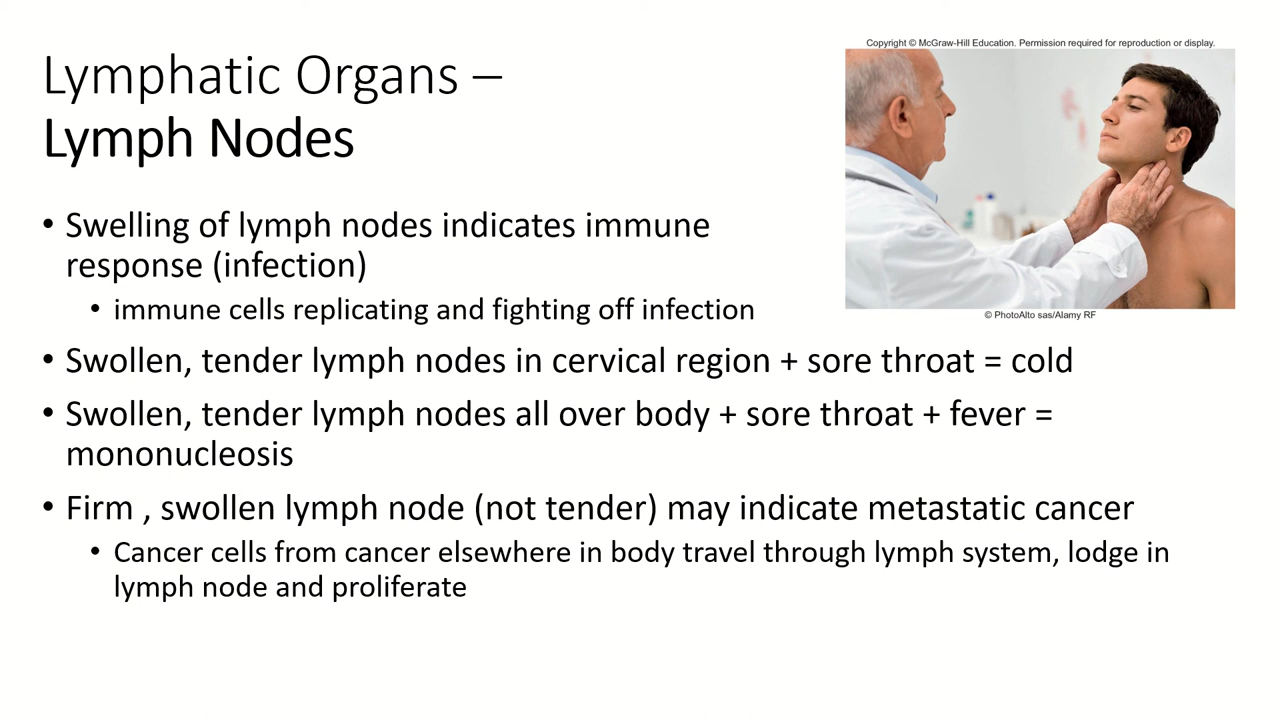 Lymphatic Organs –
Lymph Nodes
Copyright © McGraw-Hill Education. Permission required for reproduction or display.
© PhotoAlto sas/Alamy RF
• Swelling of lymph nodes indicates immune
response (infection)
• immune cells replicating and fighting off infection
• Swollen, tender lymph nodes in cervical region + sore throat = cold
• Swollen, tender lymph nodes all over body + sore throat + fever =
mononucleosis
• Firm , swollen lymph node (not tender) may indicate metastatic cancer
• Cancer cells from cancer elsewhere in body travel through lymph system, lodge in
lymph node and proliferate